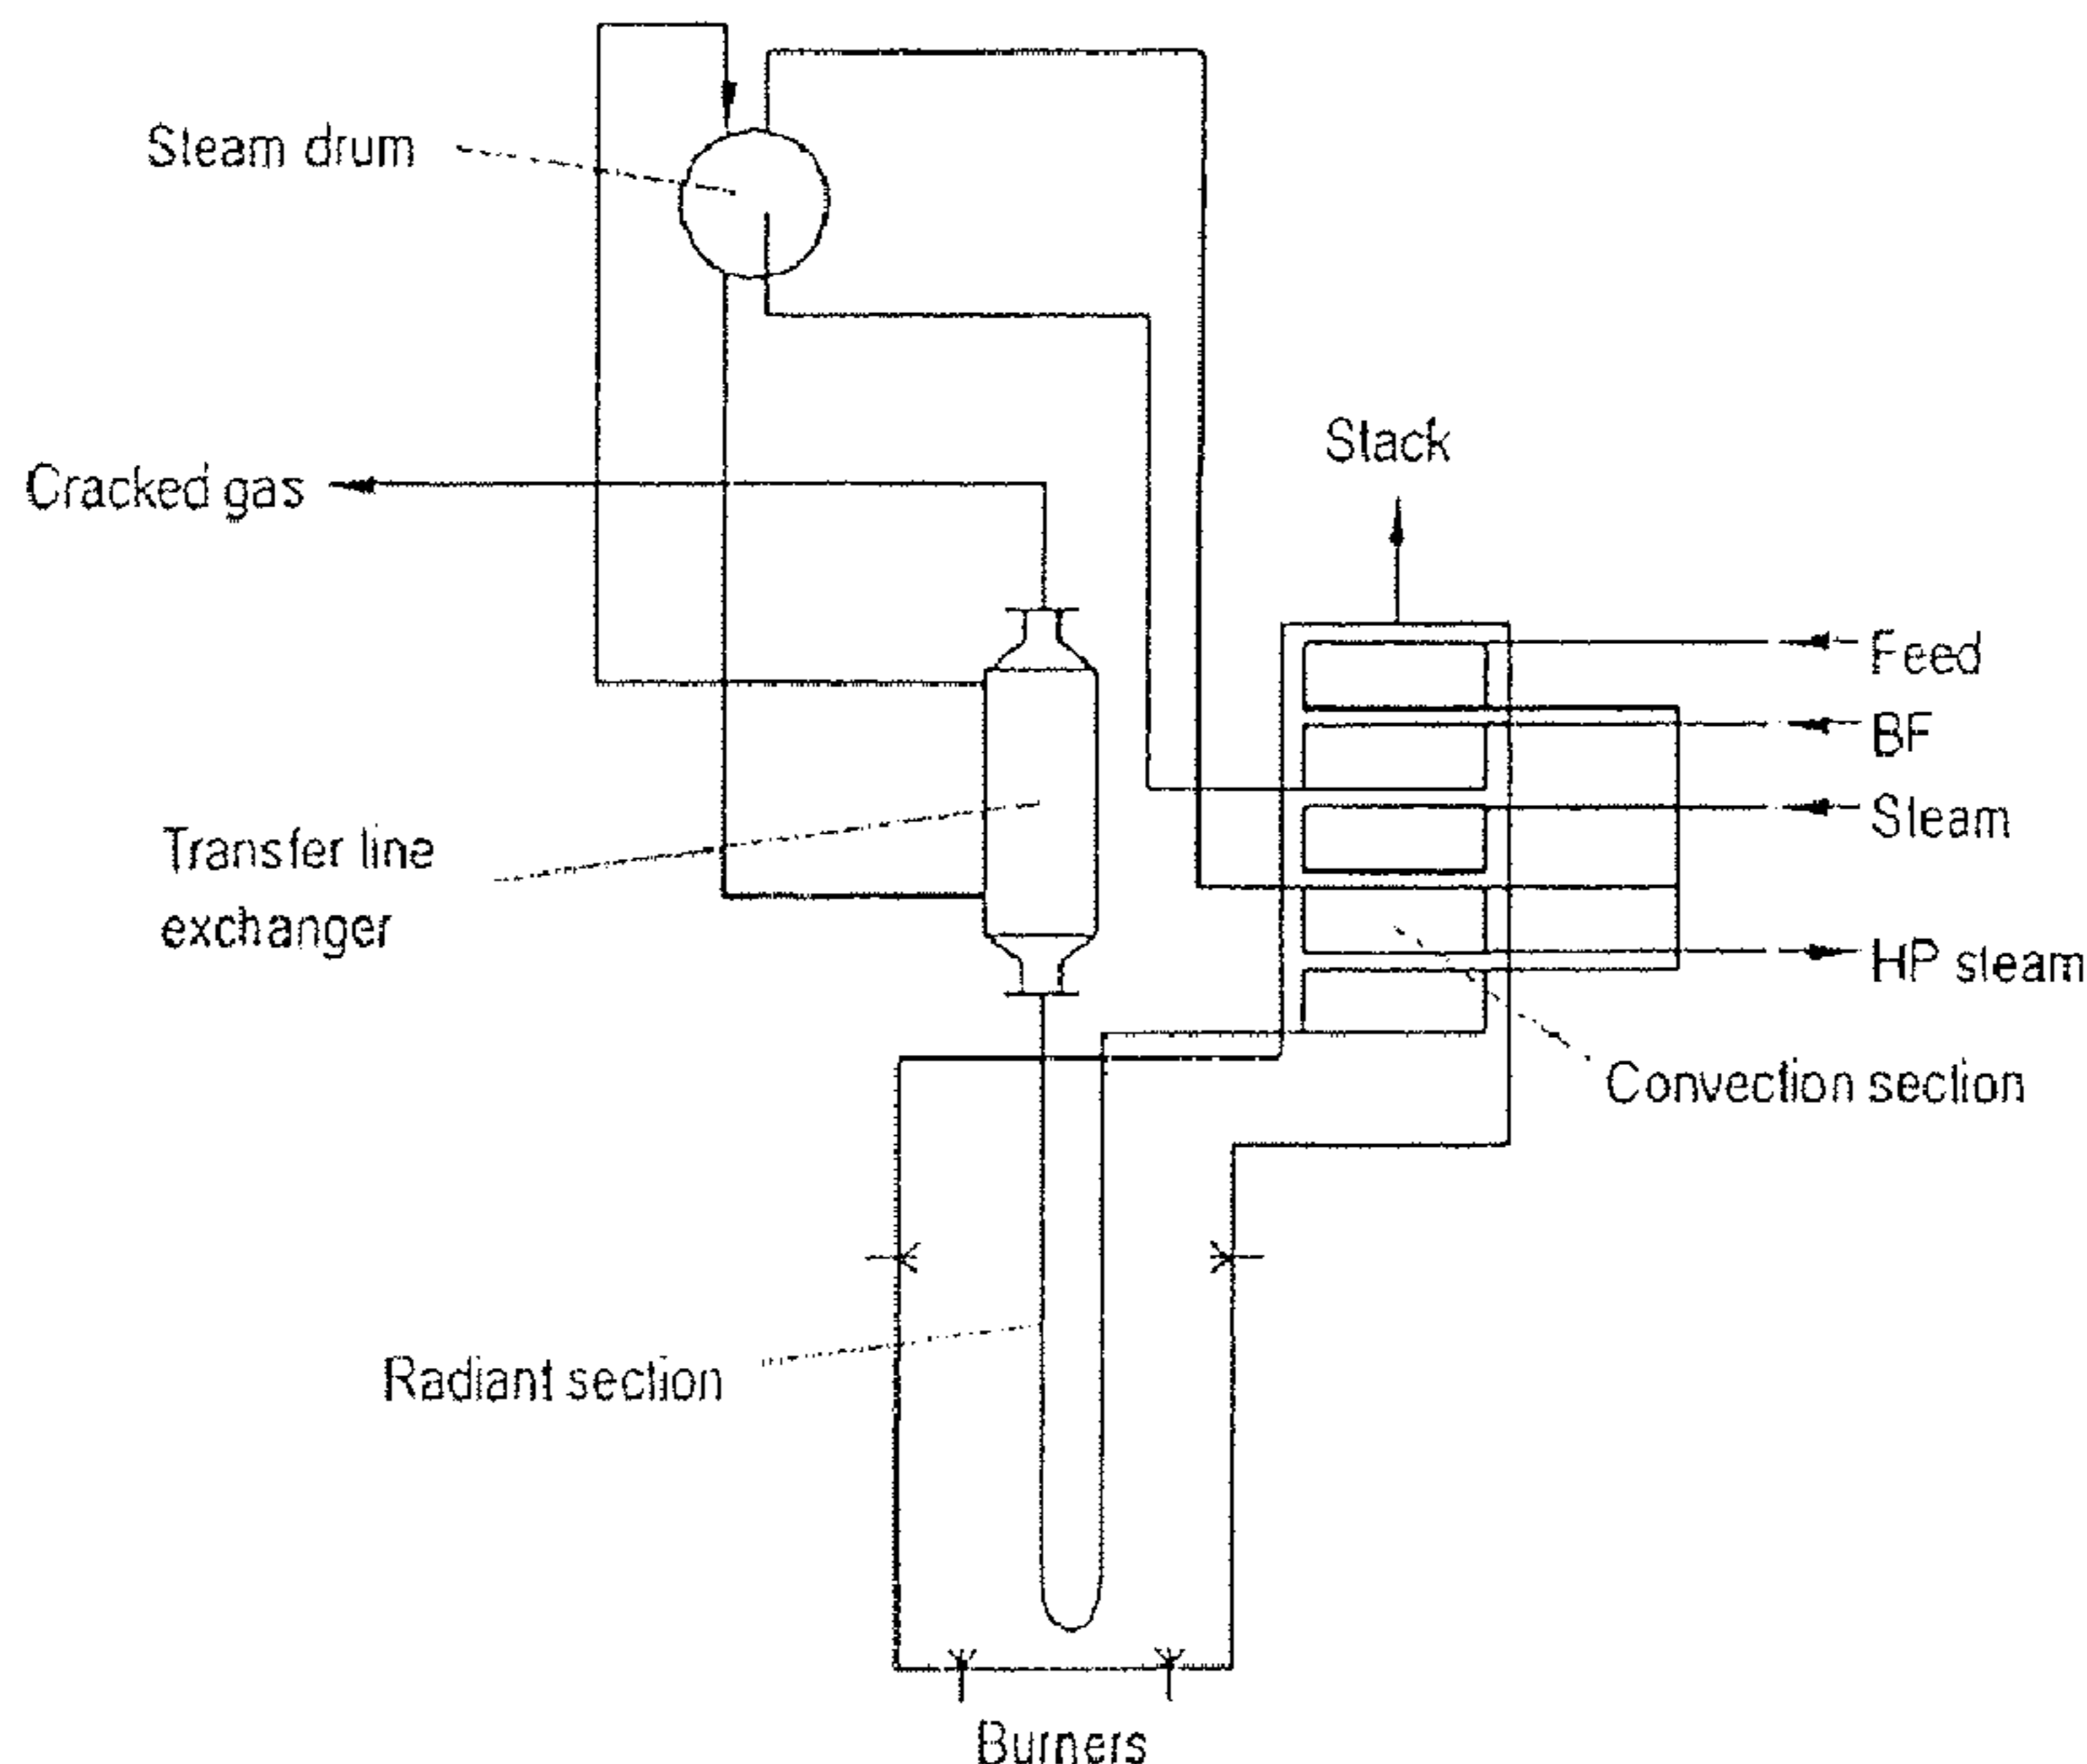 Steam drum
Stack
Cracked gas
Feed
BF
Steam
Transfer line
exchanger
HP steam
Convection section
Radiant section
Burners